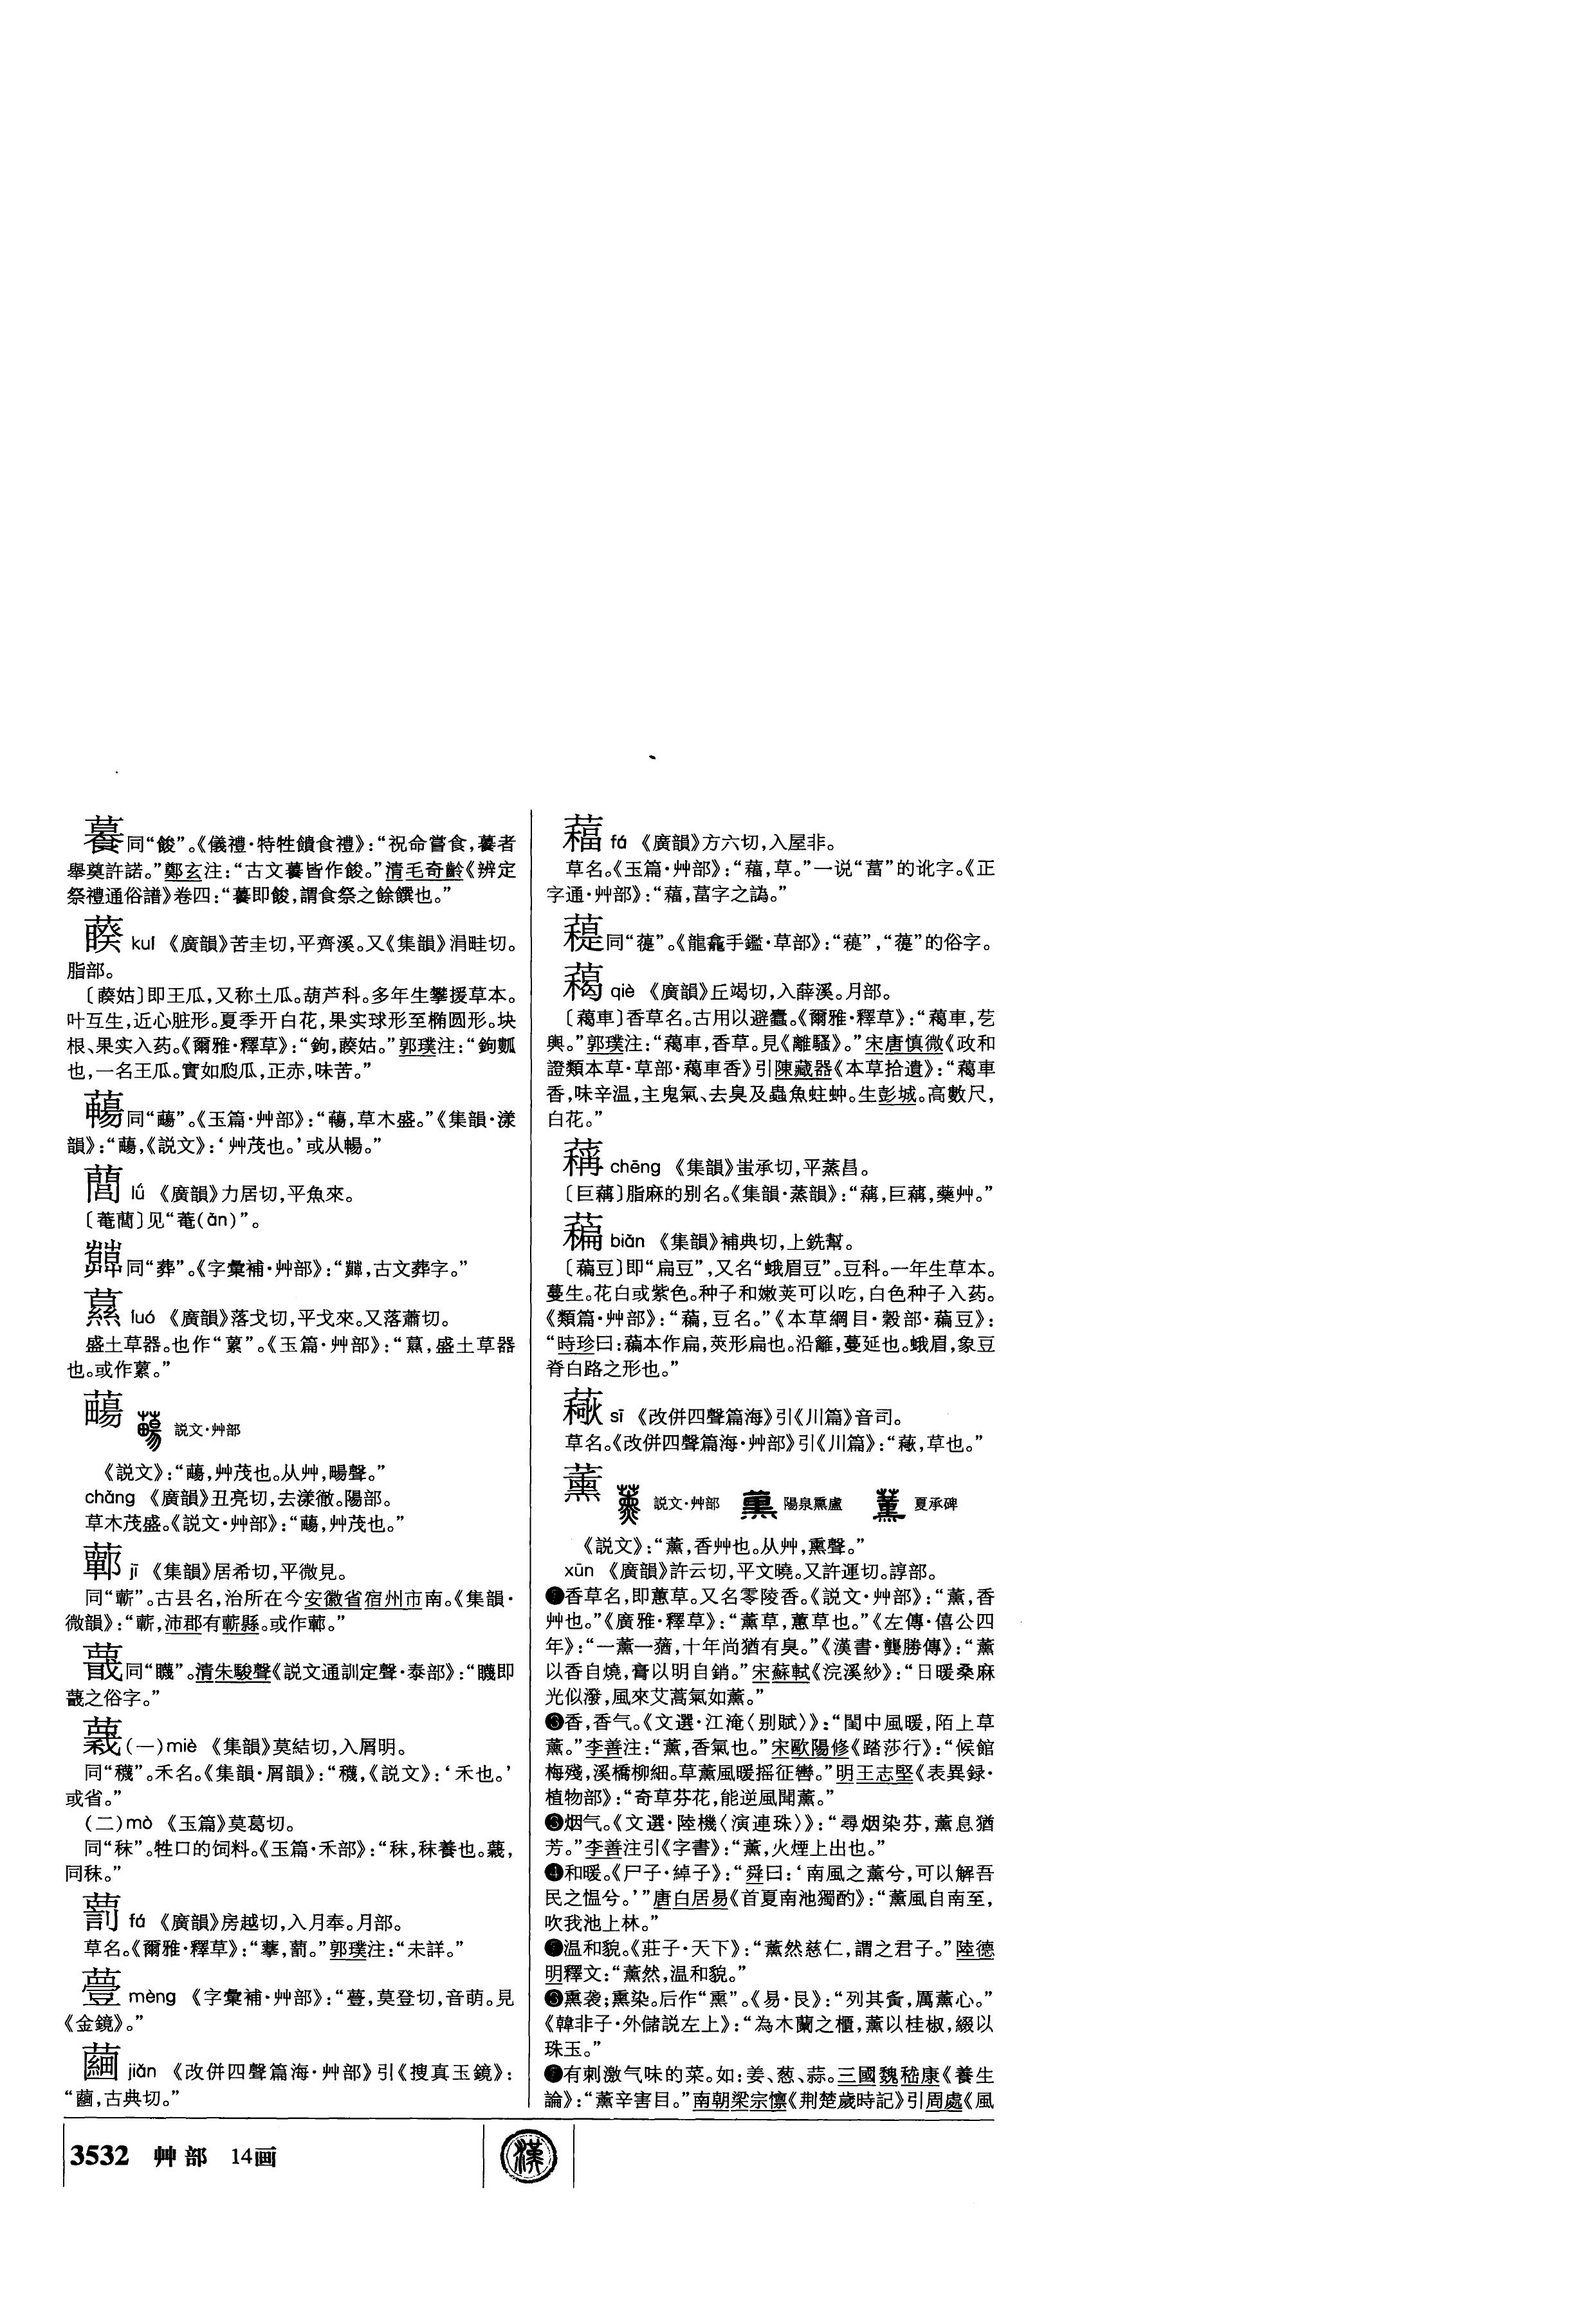 同“餕”。《儀禮·特牲饋食禮》：“祝命嘗食，䕝者
舉奠許諾。”鄭玄注：“古文䕝皆作餕。”清毛奇齡《辨定
祭禮通俗譜》卷四：“䕝即餕，謂食祭之餘饌也。”
藈 kuí 《廣韻》苦圭切，平齊溪。又《集韻》涓畦切。
脂部。
〔藈姑〕即王瓜，又称土瓜。葫芦科。多年生攀援草本。
叶互生，近心脏形。夏季开白花，果实球形至椭圆形。块
根、果实入药。《爾雅·釋草》：“鉤，藈姑。”郭璞注：“鉤𤬏
也，一名王瓜。實如瓝瓜，正赤，味苦。”
同“蕩”。《玉篇·艸部》：“，草木盛。”《集韻·漾
韻》：“，《説文》：‘艸茂也。’或从暢。”
藘 lǘ 《廣韻》力居切，平魚來。
〔菴藘〕见“菴(ān)”。
同“葬”。《字彙補·艸部》：“，古文葬字。”
luó 《廣韻》落戈切，平戈來。又落蕭切。
盛土草器。也作“蔂”。《玉篇·艸部》：“，盛土草器
也。或作蔂。”
説文·艸部
《説文》：“，艸茂也。从艸，畼聲。”
chàng 《廣韻》丑亮切，去漾徹。陽部。
草木茂盛。《説文·艸部》：“，艸茂也。”
jī 《集韻》居希切，平微見。
同“蘄”。古县名，治所在今安徽省宿州市南。《集韻·
微韻》：“蘄，沛郡有蘄縣。或作。”
同“”。清朱駿聲《説文通訓定聲·泰部》：“即
之俗字。”
(一)miè 《集韻》莫結切，入屑明。
同“”。禾名。《集韻·屑韻》：“，《説文》：‘禾也。’
或省。”
(二)mò 《玉篇》莫葛切。
同“秣”。牲口的饲料。《玉篇·禾部》：“秣，秣養也。，
同秣。”
藅 fá 《廣韻》房越切，入月奉。月部。
草名。《爾雅·釋草》：“，藅。”郭璞注：“未詳。”
mèng 《字彙補·艸部》：“，莫登切，音萌。見
《金鏡》。”
jiǎn 《改併四聲篇海·艸部》引《搜真玉鏡》：
“，古典切。”
fú 《廣韻》方六切，入屋非。
草名。《玉篇·艸部》：“，草。”一说“葍”的讹字。《正
字通·艸部》：“，葍字之譌。”
同“”。《龍龕手鑑·草部》：“”，“”的俗字。
藒 qiè 《廣韻》丘竭切，入薛溪。月部。
〔藒車〕香草名。古用以避蠹。《爾雅·釋草》：“藒車，芞
輿。”郭璞注：“藒車，香草。見《離騷》。”宋唐慎微《政和
證類本草·草部·藒車香》引陳藏器《本草拾遺》：“藒車
香，味辛温，主鬼氣、去臭及蟲魚蛀蚛。生彭城。高數尺，
白花。”
chēng 《集韻》蚩承切，平蒸昌。
〔巨〕脂麻的别名。《集韻·蒸韻》：“，巨，藥艸。”
藊 biǎn 《集韻》補典切，上銑幫。
〔藊豆〕即“扁豆”，又名“蛾眉豆”。豆科。一年生草本。
蔓生。花白或紫色。种子和嫩荚可以吃，白色种子入药。
《類篇·艸部》：“藊，豆名。”《本草綱目·穀部·藊豆》：
“時珍曰：藊本作扁，莢形扁也。沿籬，蔓延也。蛾眉，象豆
脊白路之形也。”
sī 《改併四聲篇海》引《川篇》音司。
草名。《改併四聲篇海·艸部》引《川篇》：“，草也。”
薰 説文·艸部 陽泉熏盧 夏承碑
《説文》：“薰，香艸也。从艸，熏聲。”
xūn 《廣韻》許云切，平文曉。又許運切。諄部。
❶香草名，即蕙草。又名零陵香。《説文·艸部》：“薰，香
艸也。”《廣雅·釋草》：“薰草，蕙草也。”《左傳·僖公四
年》：“一薰一蕕，十年尚猶有臭。”《漢書·龔勝傳》：“薰
以香自燒，膏以明自銷。”宋蘇軾《浣溪紗》：“日暖桑麻
光似潑，風來艾蒿氣如薰。”
❷香，香气。《文選·江淹〈别賦〉》：“閨中風暖，陌上草
薰。”李善注：“薰，香氣也。”宋歐陽修《踏莎行》：“候館
梅殘，溪橋柳細。草薰風暖摇征轡。”明王志堅《表異録·
植物部》：“奇草芬花，能逆風聞薰。”
❸烟气。《文選·陸機〈演連珠〉》：“尋烟染芬，薰息猶
芳。”李善注引《字書》：“薰，火煙上出也。”
❹和暖。《尸子·綽子》：“舜曰：‘南風之薰兮，可以解吾
民之愠兮。’”唐白居易《首夏南池獨酌》：“薰風自南至，
吹我池上林。”
❺温和貌。《莊子·天下》：“薰然慈仁，謂之君子。”陸德
明釋文：“薰然，温和貌。”
❻熏袭；熏染。后作“熏”。《易·艮》：“列其夤，厲薰心。”
《韓非子·外儲説左上》：“為木蘭之櫃，薰以桂椒，綴以
珠玉。”
❼有刺激气味的菜。如：姜、葱、蒜。三國魏嵇康《養生
論》：“薰辛害目。”南朝梁宗懔《荆楚歲時記》引周處《風
3532 艸部 14画
漢